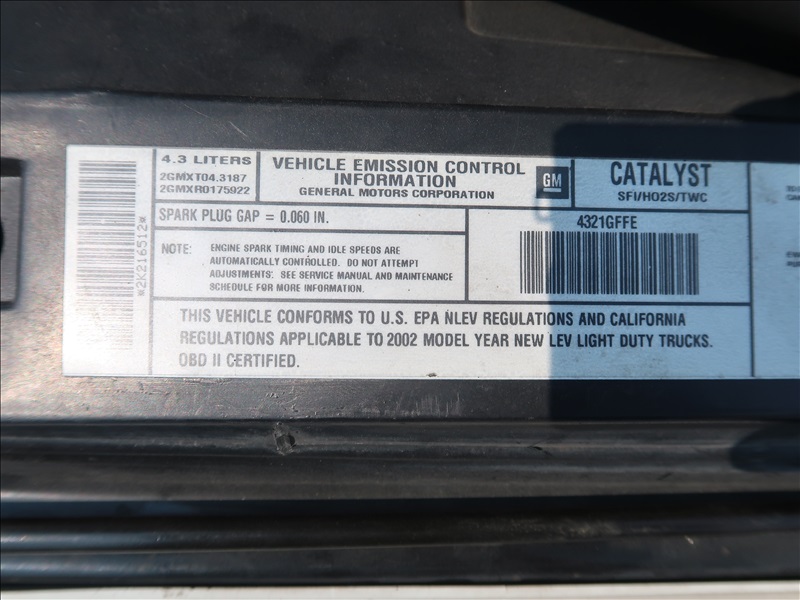 *2K216512*
4.3 LITERS
2GMXT04.3187
2GMXR0175922
VEHICLE EMISSION CONTROL
INFORMATION
GENERAL MOTORS CORPORATION
GM
CATALYST
SFI/HO2S/TWC
SPARK PLUG GAP = 0.060 IN.
NOTE: ENGINE SPARK TIMING AND IDLE SPEEDS ARE
AUTOMATICALLY CONTROLLED. DO NOT ATTEMPT
ADJUSTMENTS. SEE SERVICE MANUAL AND MAINTENANCE
SCHEDULE FOR MORE INFORMATION.
4321GFFE
THIS VEHICLE CONFORMS TO U.S. EPA NLEV REGULATIONS AND CALIFORNIA
REGULATIONS APPLICABLE TO 2002 MODEL YEAR NEW LEV LIGHT DUTY TRUCKS.
OBD II CERTIFIED.